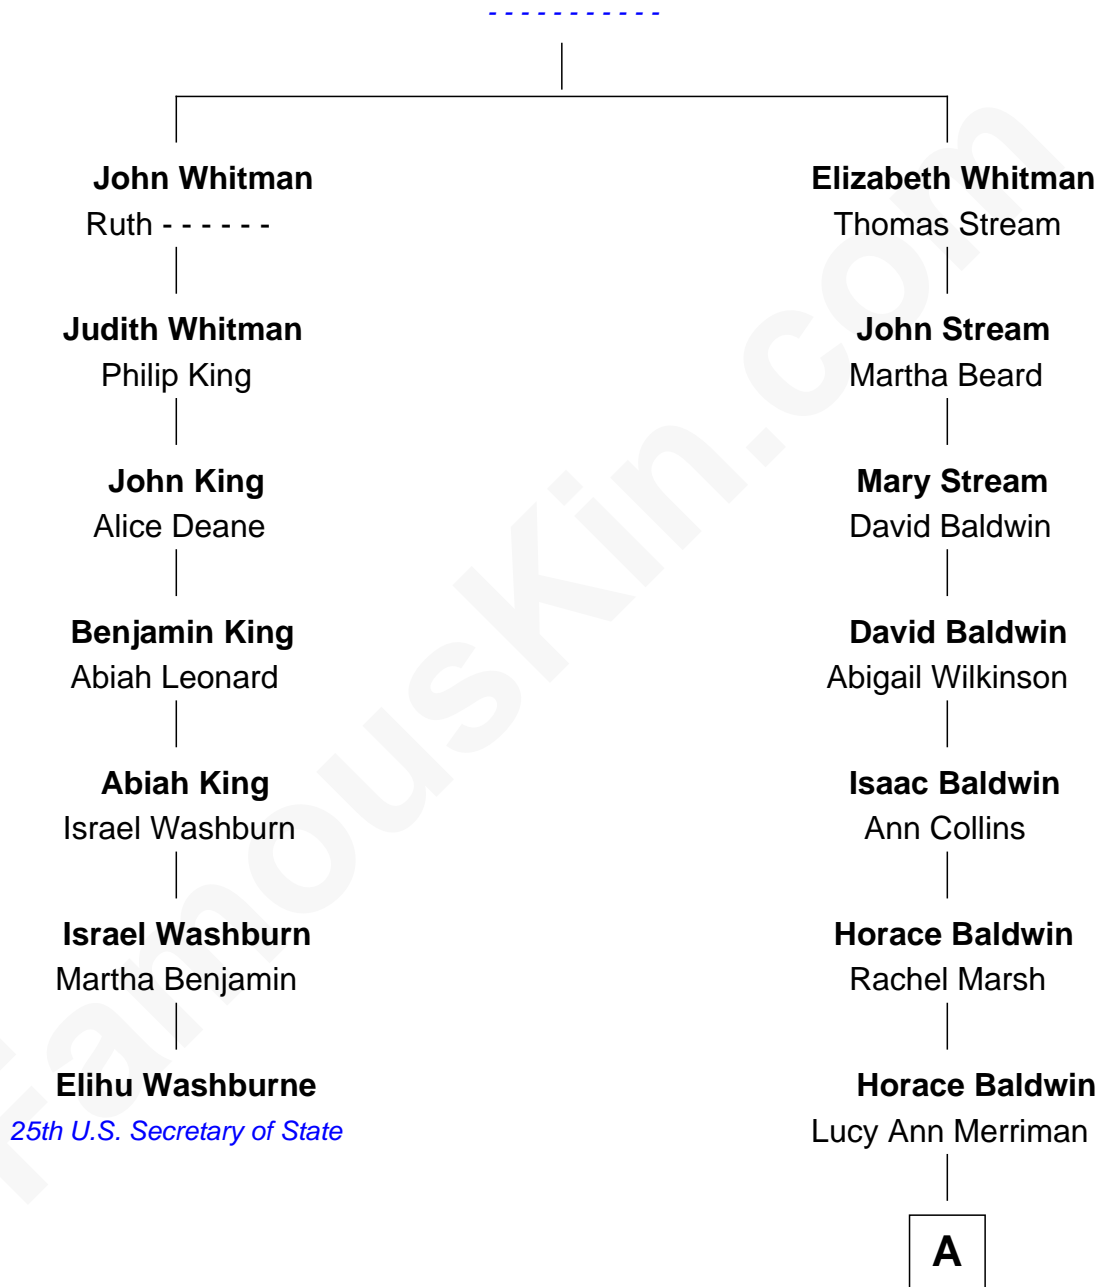 - - - - - - - - - - -
John Whitman
Ruth - - - - - -
Judith Whitman
Philip King
John King
Alice Deane
Benjamin King
Abiah Leonard
Abiah King
Israel Washburn
Israel Washburn
Martha Benjamin
Elihu Washburne
25th U.S. Secretary of State
Elizabeth Whitman
Thomas Stream
John Stream
Martha Beard
Mary Stream
David Baldwin
David Baldwin
Abigail Wilkinson
Isaac Baldwin
Ann Collins
Horace Baldwin
Rachel Marsh
Horace Baldwin
Lucy Ann Merriman
A
FamousKin.com